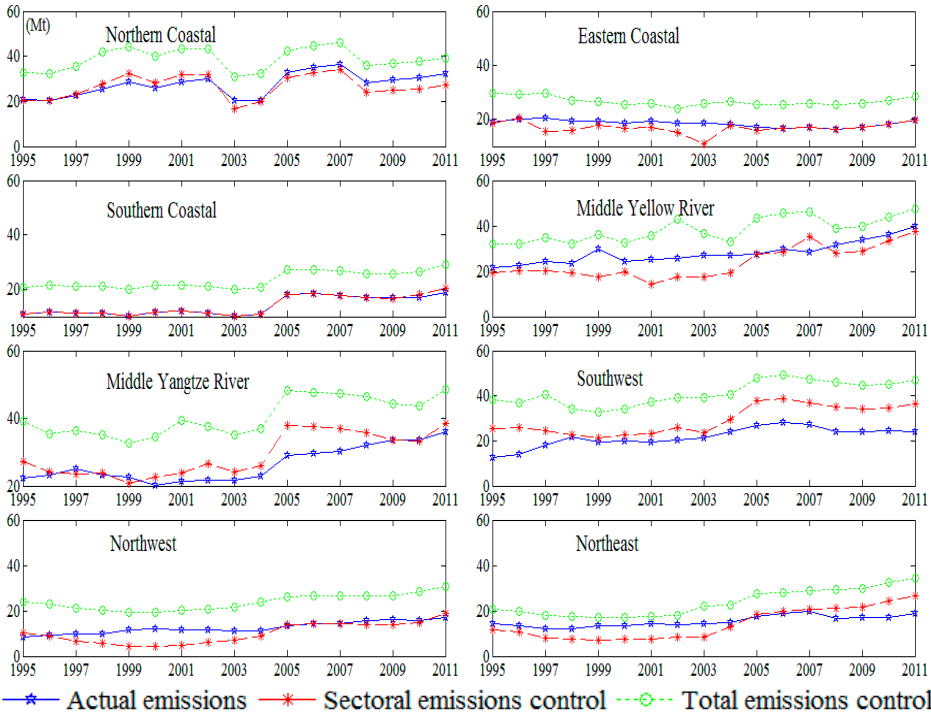 60
(Mt)
Northern Coastal
40
20
0
1995 1997 1999 2001 2003 2005 2007 2009 2011
60
Eastern Coastal
40
20
1995 1997 1999 2001 2003 2005 2007 2009 2011
60
Southern Coastal
40
20
1995 1997 1999 2001 2003 2005 2007 2009 2011
60
Middle Yellow River
40
20
0
1995 1997 1999 2001 2003 2005 2007 2009 2011
60
Middle Yangtze River
40
20
1995 1997 1999 2001 2003 2005 2007 2009 2011
60
Southwest
40
20
0
1995 1997 1999 2001 2003 2005 2007 2009 2011
60
Northwest
40
20
0
1995 1997 1999 2001 2003 2005 2007 2009 2011
60
Northeast
40
20
0
1995 1997 1999 2001 2003 2005 2007 2009 2011
Actual emissions Sectoral emissions control Total emissions control